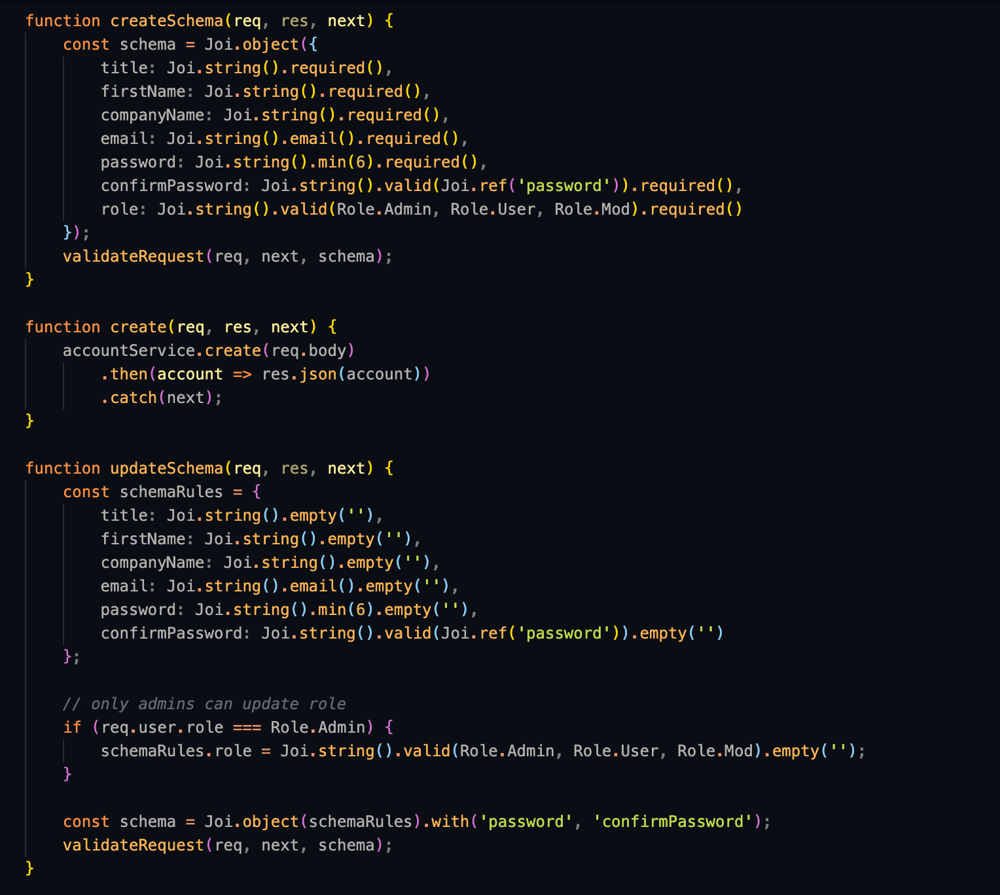 function createSchema(req, res, next) {
    const schema = Joi.object({
        title: Joi.string().required(),
        firstName: Joi.string().required(),
        companyName: Joi.string().required(),
        email: Joi.string().email().required(),
        password: Joi.string().min(6).required(),
        confirmPassword: Joi.string().valid(Joi.ref('password')).required(),
        role: Joi.string().valid(Role.Admin, Role.User, Role.Mod).required()
    });
    validateRequest(req, next, schema);
}

function create(req, res, next) {
    accountService.create(req.body)
        .then(account => res.json(account))
        .catch(next);
}

function updateSchema(req, res, next) {
    const schemaRules = {
        title: Joi.string().empty(''),
        firstName: Joi.string().empty(''),
        companyName: Joi.string().empty(''),
        email: Joi.string().email().empty(''),
        password: Joi.string().min(6).empty(''),
        confirmPassword: Joi.string().valid(Joi.ref('password')).empty('')
    };

    // only admins can update role
    if (req.user.role === Role.Admin) {
        schemaRules.role = Joi.string().valid(Role.Admin, Role.User, Role.Mod).empty('');
    }

    const schema = Joi.object(schemaRules).with('password', 'confirmPassword');
    validateRequest(req, next, schema);
}